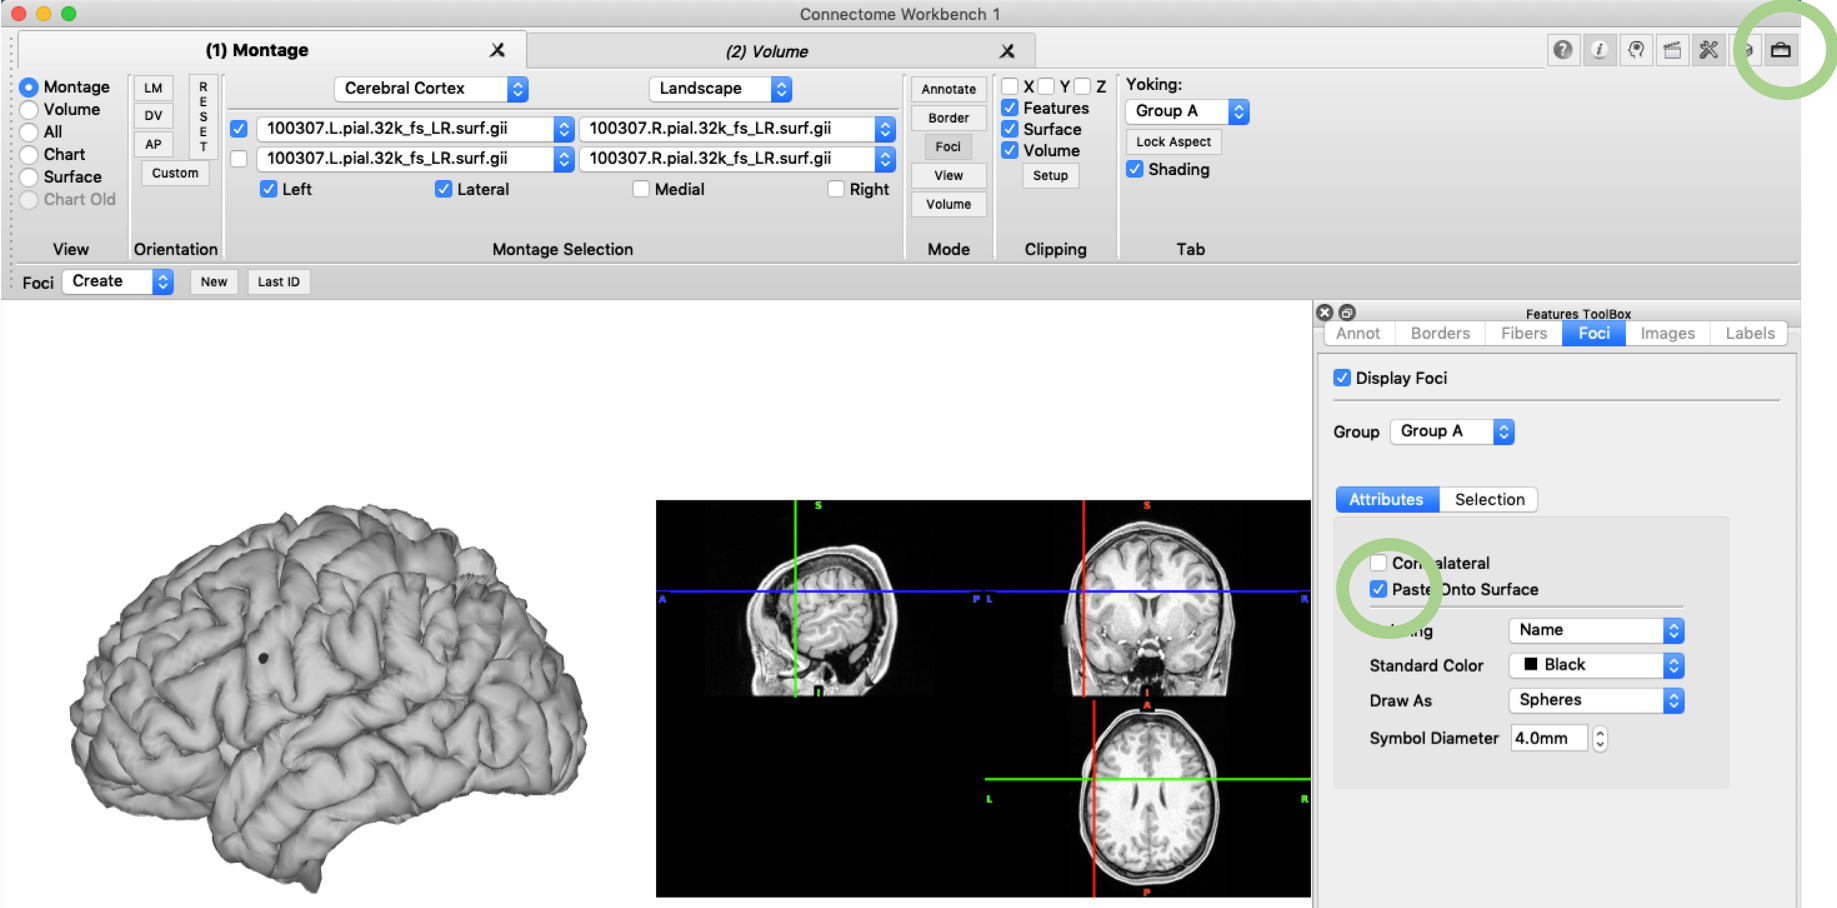 Connectome Workbench 1
(1) Montage
(2) Volume
Montage
Volume
All
Chart
Surface
Chart Old
View
LM
DV
AP
Custom
RESET
Orientation
Cerebral Cortex
Landscape
100307.L.pial.32k_fs_LR.surf.gii
100307.R.pial.32k_fs_LR.surf.gii
100307.L.pial.32k_fs_LR.surf.gii
100307.R.pial.32k_fs_LR.surf.gii
Left
Lateral
Medial
Right
Montage Selection
Annotate
Border
Foci
View
Volume
Mode
X Y Z
Features
Surface
Volume
Setup
Clipping
Yoking:
Group A
Lock Aspect
Shading
Tab
Foci Create New Last ID
Features ToolBox
Annot Borders Fibers Foci Images Labels
Display Foci
Group Group A
Attributes Selection
Paste Onto Surface
Name
Standard Color Black
Draw As Spheres
Symbol Diameter 4.0mm
S
A P
I
S
L R
I
A
L R
P